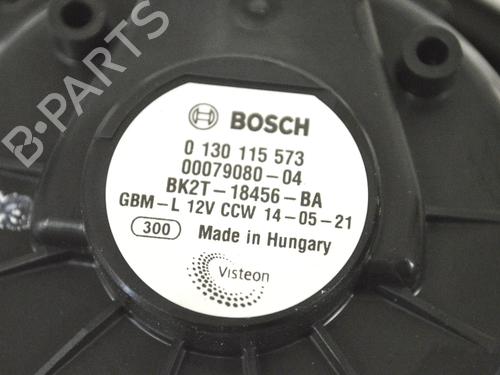 B-PARTS
BOSCH
0 130 115 573
00079080-04
BK2T-18456-BA
GBM-L 12V CCW 14-05-21
300 Made in Hungary
Visteon